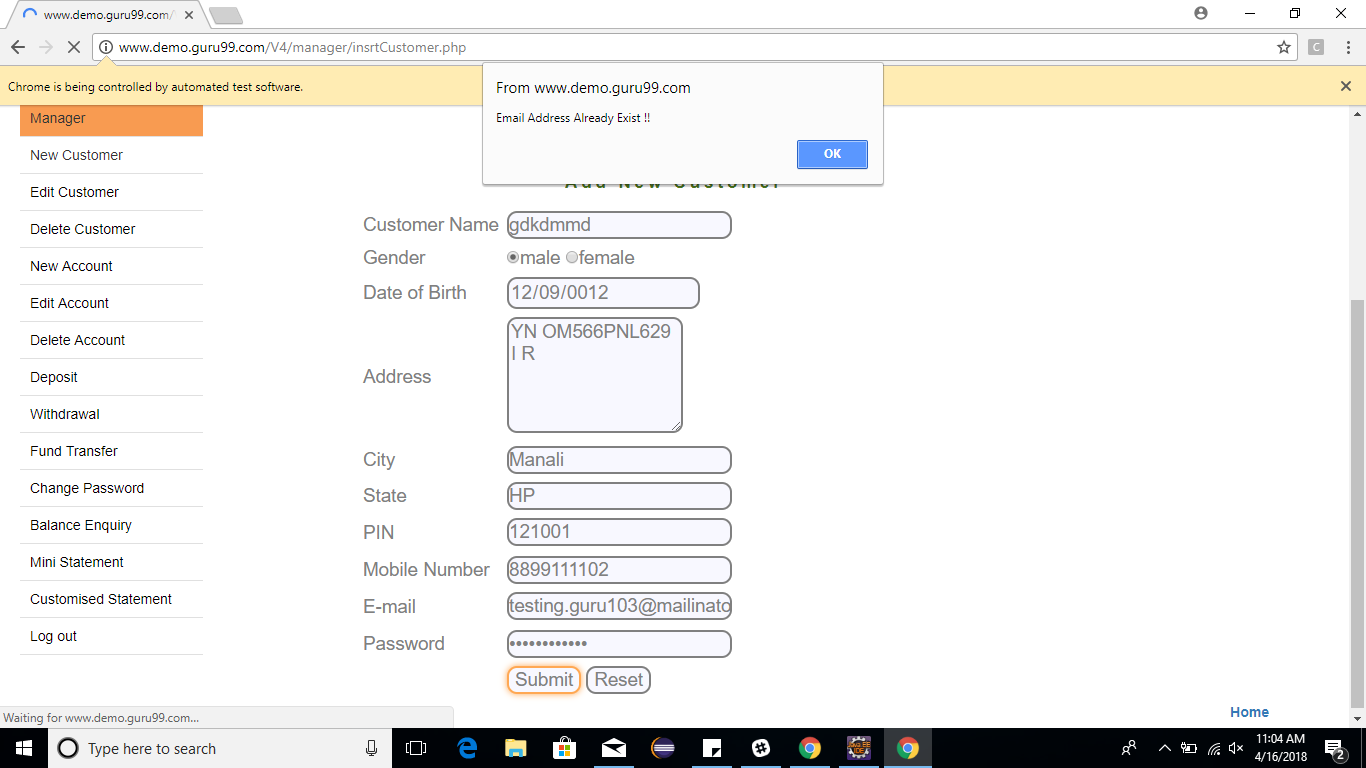 www.demo.guru99.com/
www.demo.guru99.com/V4/manager/insrtCustomer.php
C
Chrome is being controlled by automated test software.
From www.demo.guru99.com
Email Address Already Exist !!
OK
Manager
New Customer
Edit Customer
Delete Customer
New Account
Edit Account
Delete Account
Deposit
Withdrawal
Fund Transfer
Change Password
Balance Enquiry
Mini Statement
Customised Statement
Log out
Add New Customer
Customer Name gdkdmmd
Gender male female
Date of Birth 12/09/0012
Address YN OM566PNL629
I R
City Manali
State HP
PIN 121001
Mobile Number 8899111102
E-mail testing.guru103@mailinato
Password ••••••••••••
Submit Reset
Home
Waiting for www.demo.guru99.com...
Type here to search
11:04 AM
4/16/2018
2